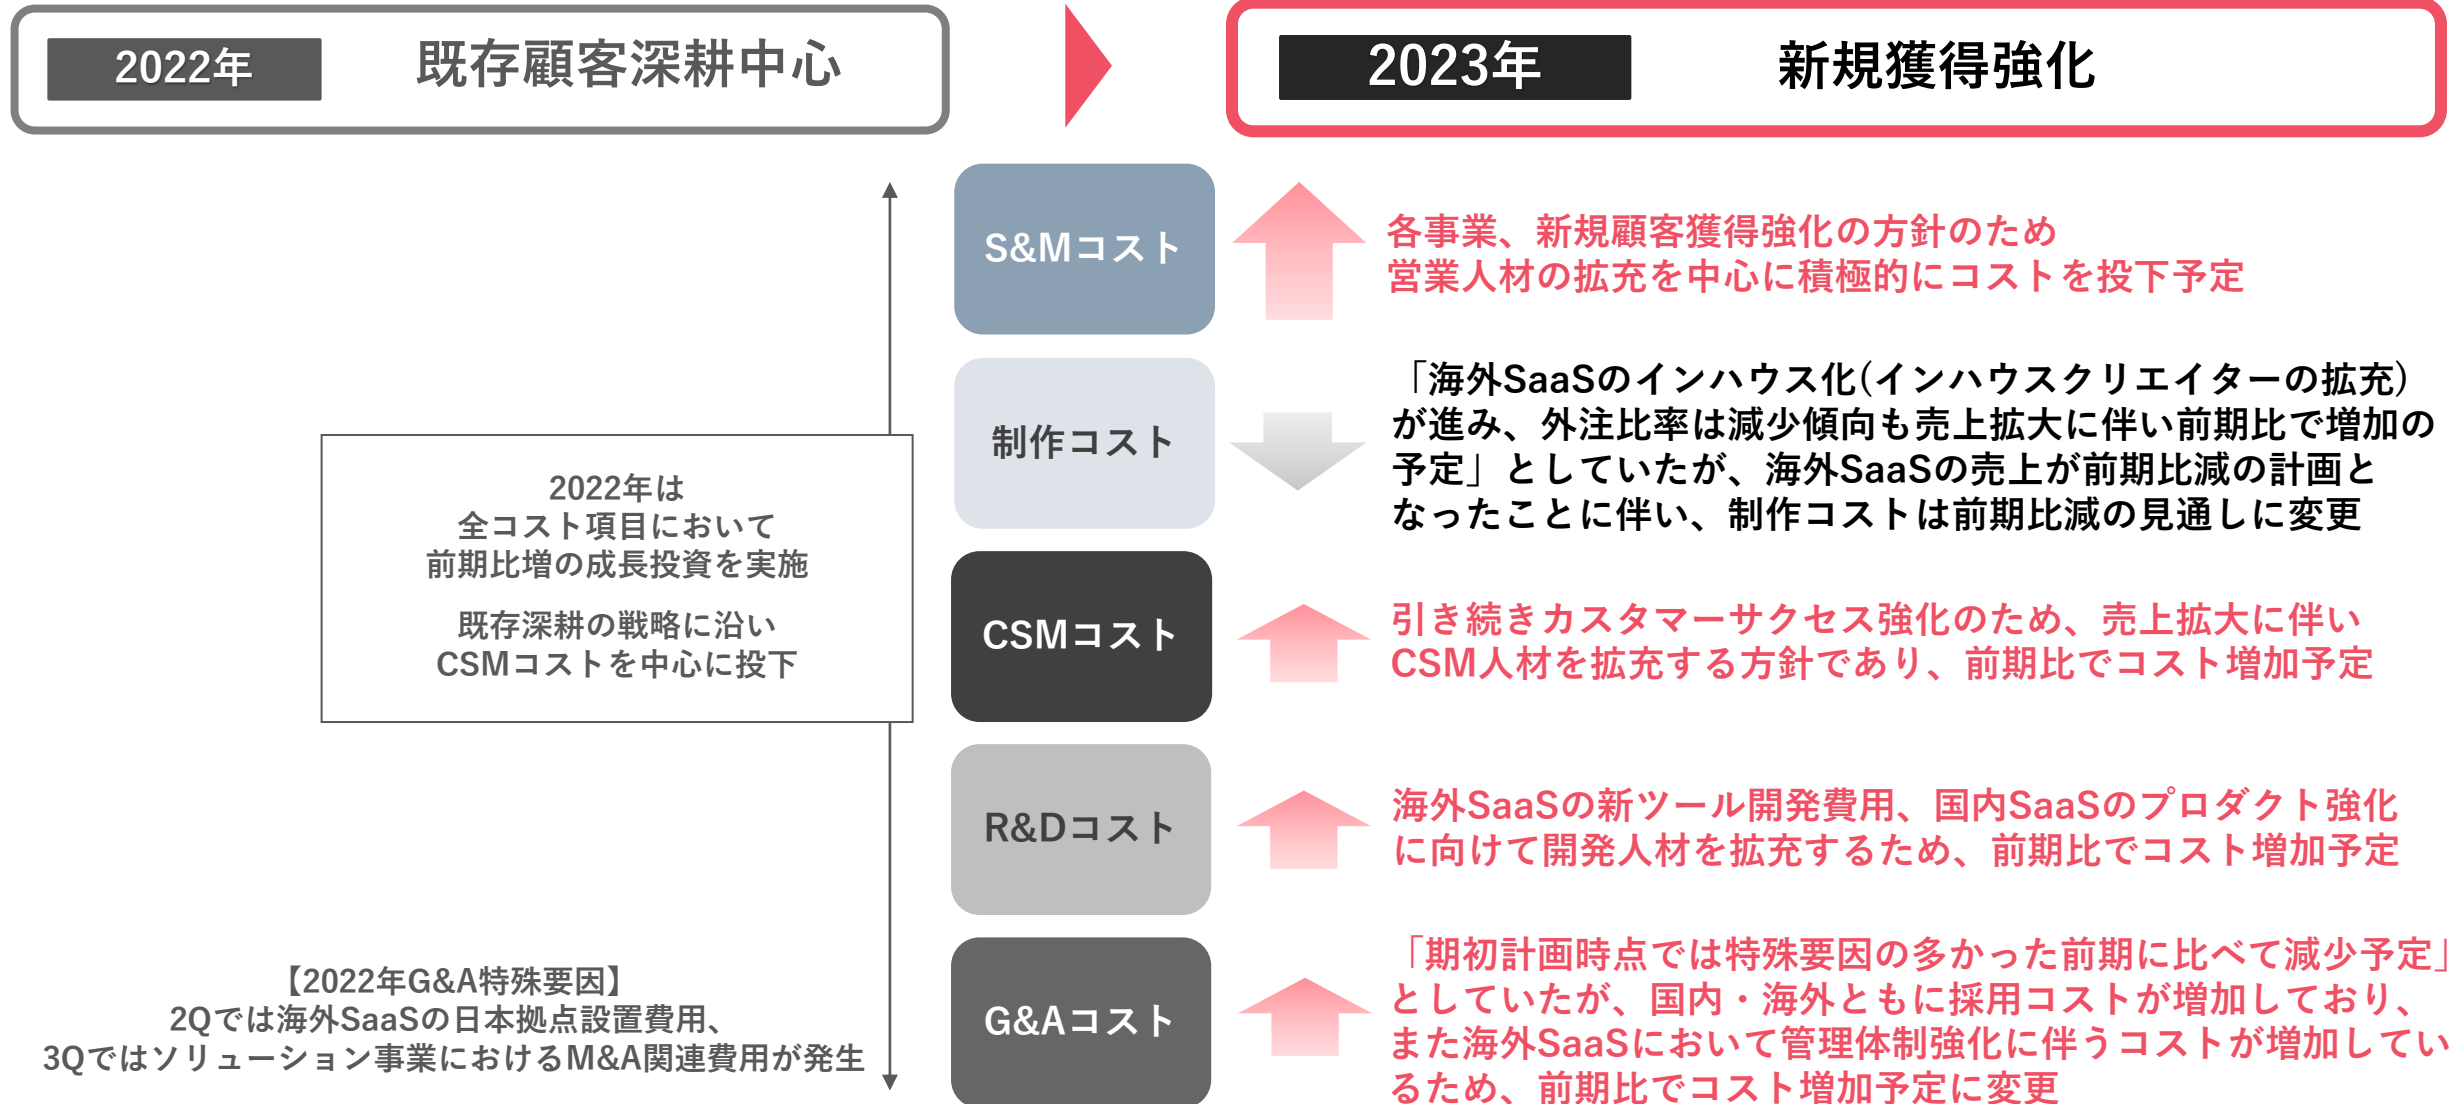 2022年
既存顧客深耕中心
2023年
新規獲得強化
2022年は
全コスト項目において
前期比増の成長投資を実施
既存深耕の戦略に沿い
CSMコストを中心に投下
【2022年G&A特殊要因】
2Qでは海外SaaSの日本拠点設置費用、
3QではソリューションZ事業におけるM&A関連費用が発生
S&Mコスト
各事業、新規顧客獲得強化の方針のため
営業人材の拡充を中心に積極的にコストを投下予定
制作コスト
「海外SaaSのインハウス化(インハウスクリエイターの拡充)
が進み、外注比率は減少傾向も売上拡大に伴い前期比で増加の
予定」としていたが、海外SaaSの売上が前期比減の計画と
なったことに伴い、制作コストは前期比減の見通しに変更
CSMコスト
引き続きカスタマーサクセス強化のため、売上拡大に伴い
CSM人材を拡充する方針であり、前期比でコスト増加予定
R&Dコスト
海外SaaSの新ツール開発費用、国内SaaSのプロダクト強化
に向けて開発人材を拡充するため、前期比でコスト増加予定
G&Aコスト
「期初計画時点では特殊要因の多かった前期に比べて減少予定」
としていたが、国内・海外ともに採用コストが増加しており、
また海外SaaSにおいて管理体制強化に伴うコストが増加してい
るため、前期比でコスト増加予定に変更